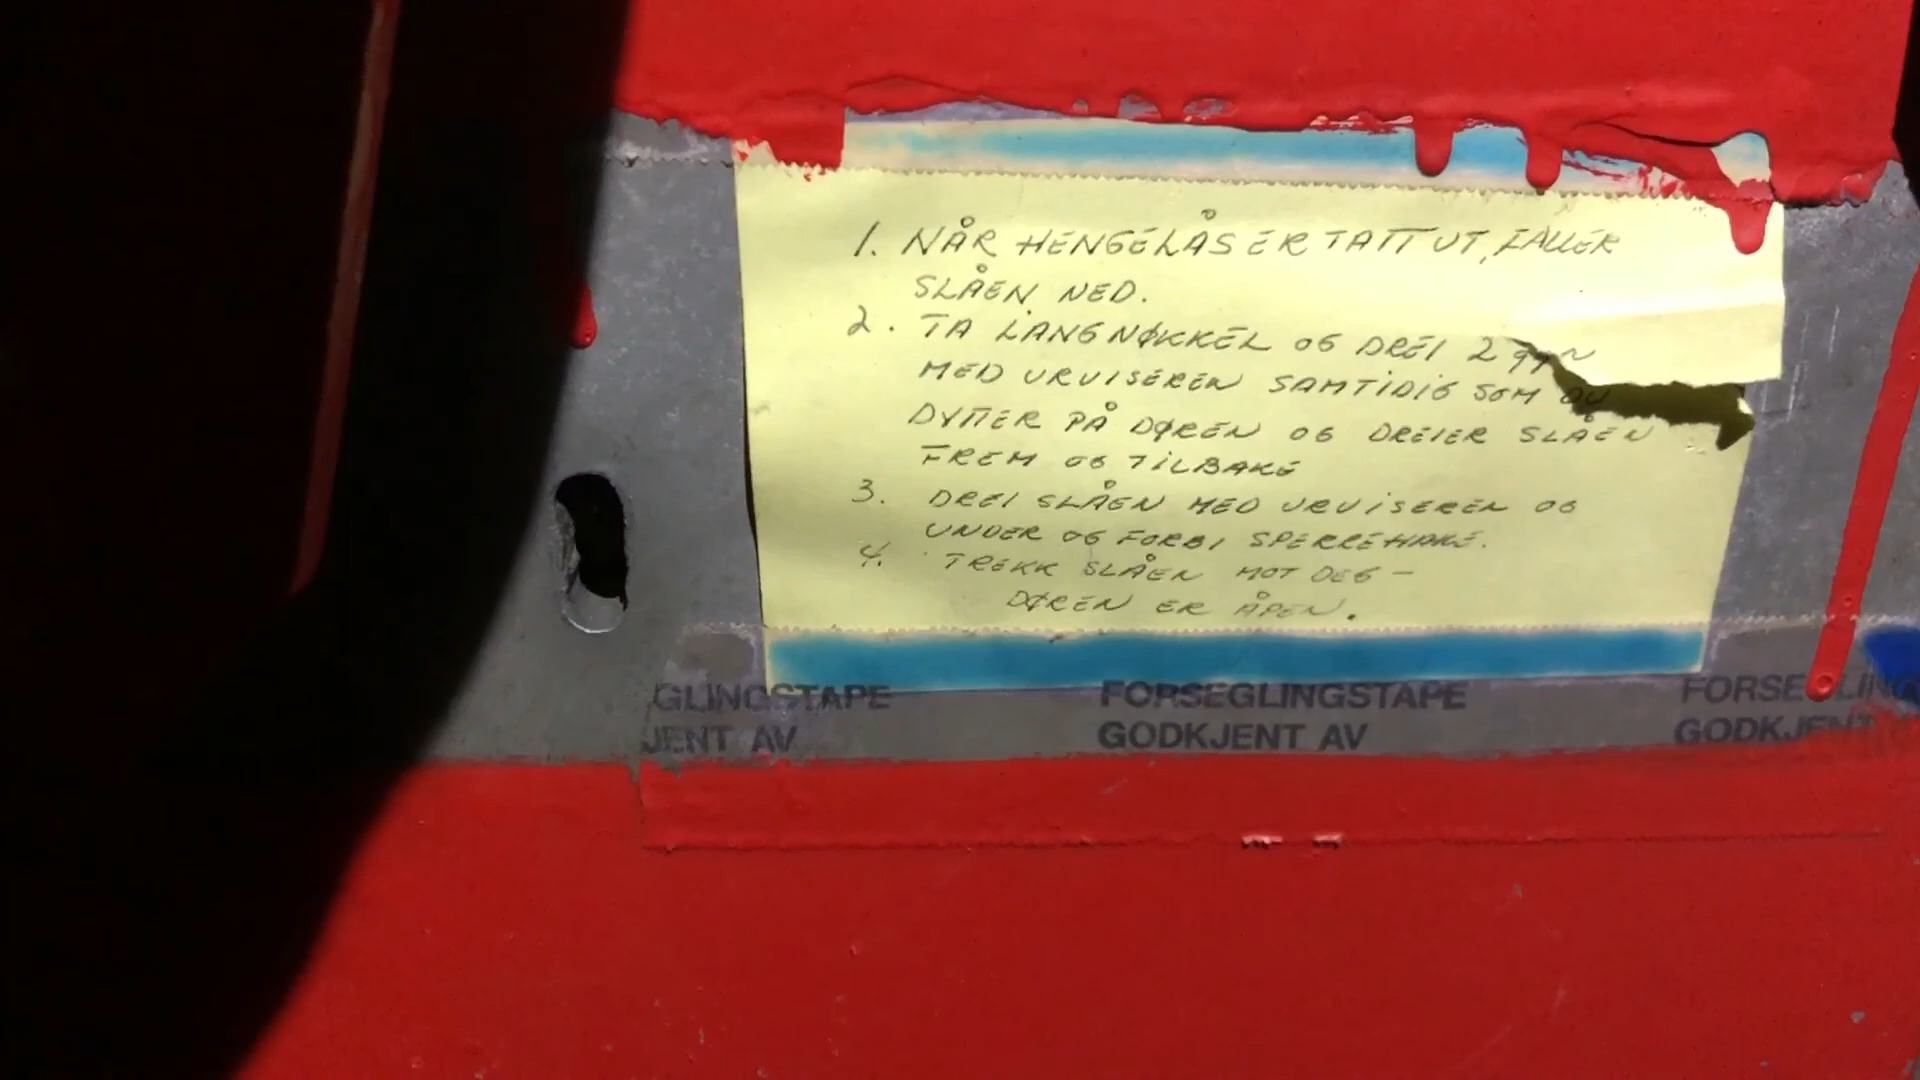 1. NÅR HENGELÅS ER TATT UT, FALLER
SLÅEN NED.
2. TA LANGNØKKEL OG DREI 2 ggr
MED URVISEREN SAMTIDIG SOM DU
DYTTER PÅ DØREN OG DREIER SLÅEN
FREM OG TILBAKE
3. DREI SLÅEN MED URVISEREN OG
UNDER OG FORBI SPERREHAKE.
4. TREKK SLÅEN MOT DEG -
DØREN ER ÅPEN.
GLINGSTAPE FORSEGLINGSTAPE FORSEGLING
JENT AV GODKJENT AV GODKJENT